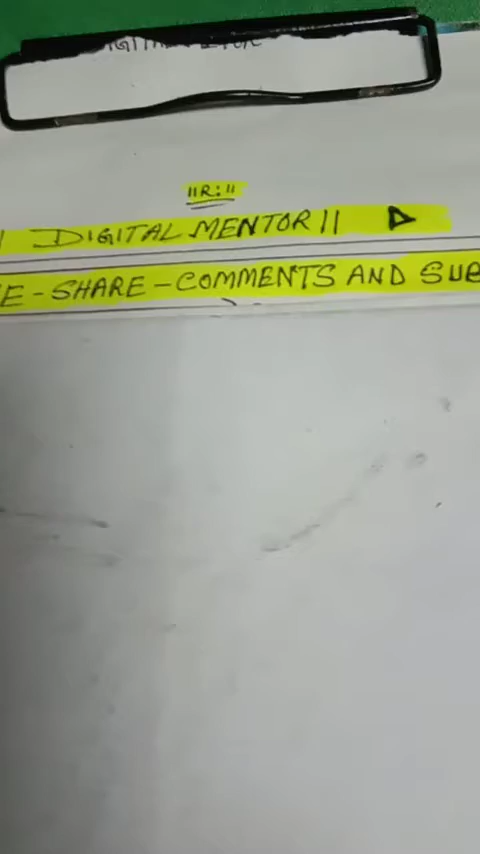 "R:"
| DIGITAL MENTOR || ▷
E - SHARE - COMMENTS AND SUB